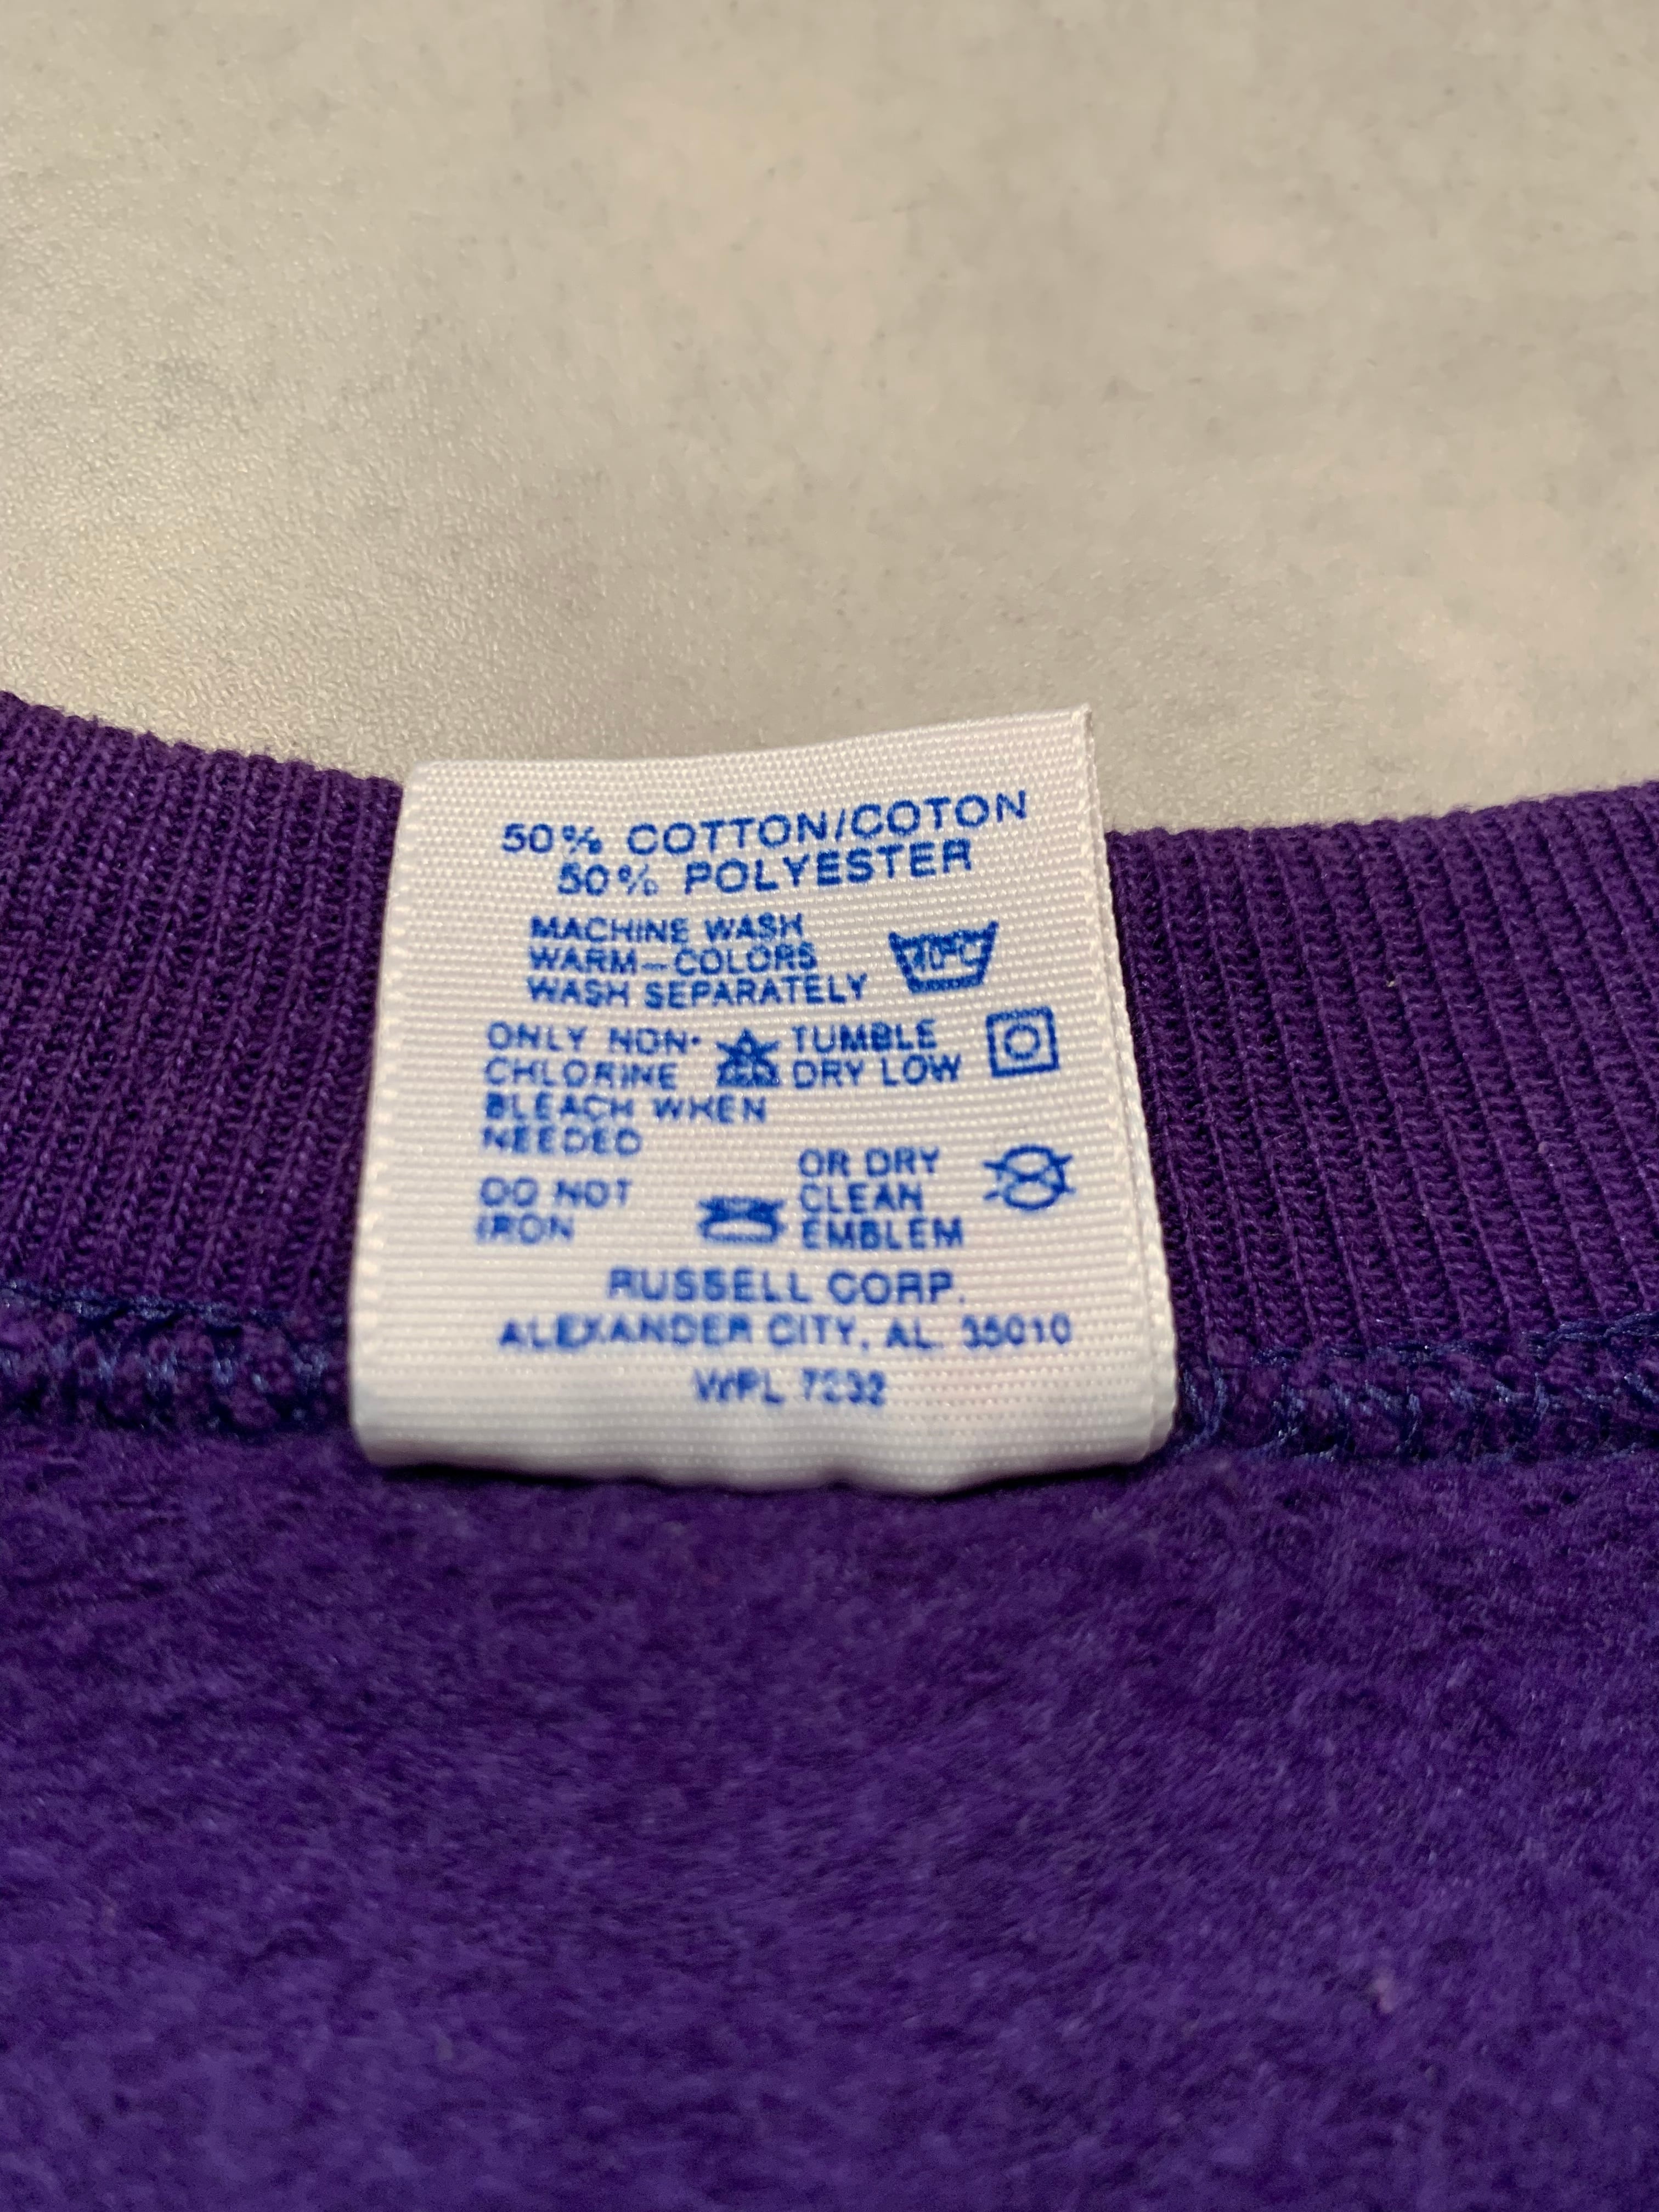 50% COTTON/COTON
50% POLYESTER
MACHINE WASH
WARM—COLORS
WASH SEPARATELY
40°C
ONLY NON-
CHLORINE
BLEACH WHEN
NEEDED
TUMBLE
DRY LOW
DO NOT
IRON
OR DRY
CLEAN
EMBLEM
RUSSELL CORP.
ALEXANDER CITY, AL. 35010
WPL 7232